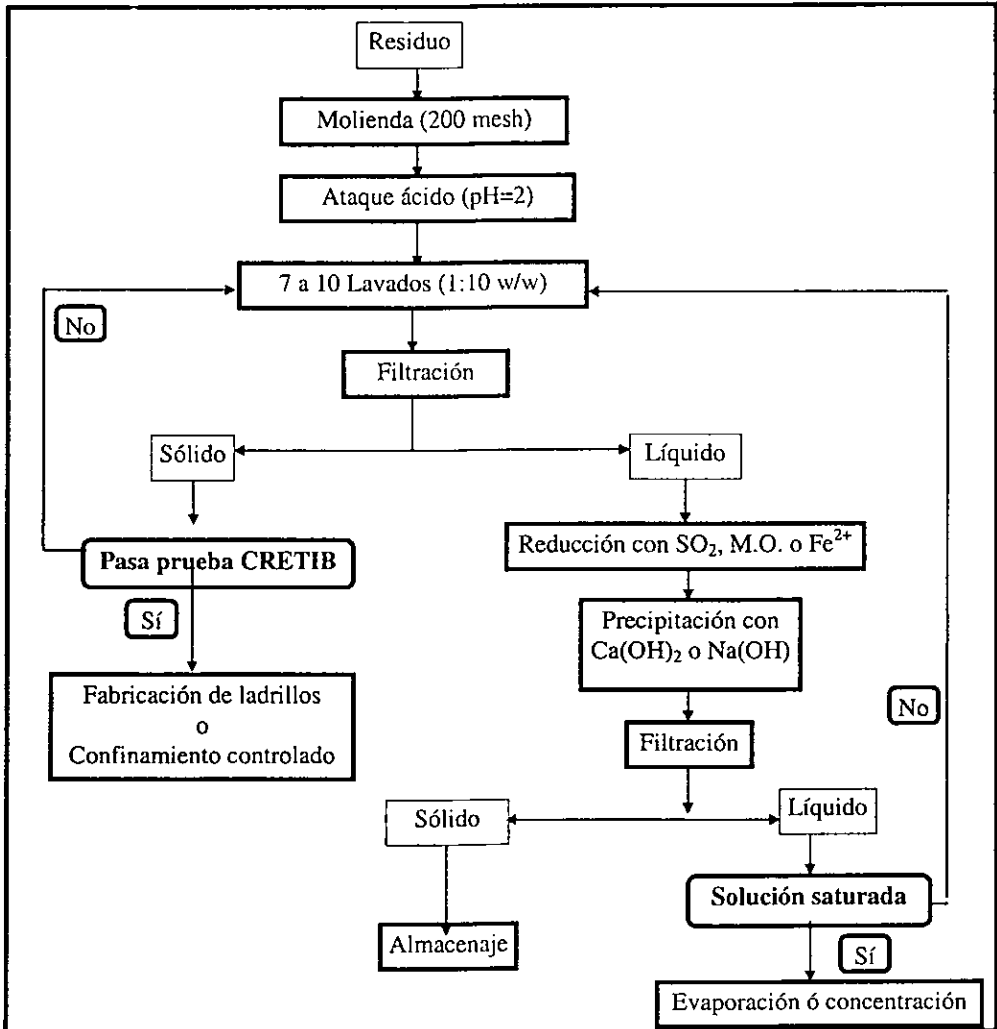 Residuo
Molienda (200 mesh)
Ataque ácido (pH=2)
7 a 10 Lavados (1:10 w/w)
No
Filtración
Sólido
Líquido
Pasa prueba CRETIB
Reducción con SO₂, M.O. o Fe²⁺
Sí
Precipitación con
Ca(OH)₂ o Na(OH)
Fabricación de ladrillos
o
Confinamiento controlado
No
Filtración
Sólido
Líquido
Solución saturada
Almacenaje
Sí
Evaporación ó concentración